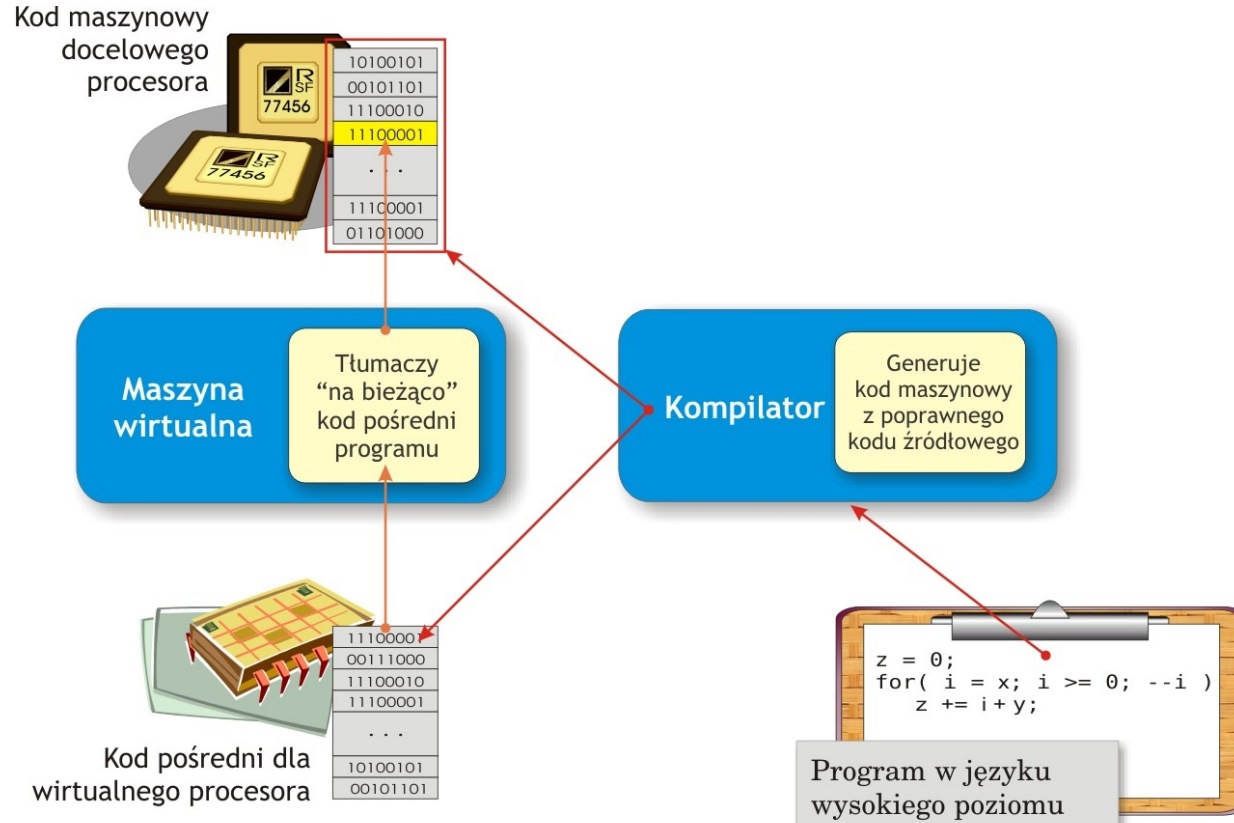 Kod maszynowy
docelowego
procesora
RSF
77456
RSF
77456
10100101
00101101
11100010
11100001
. . .
11100001
01101000
Maszyna
wirtualna
Tłumaczy
“na bieżąco”
kod pośredni
programu
Kompilator
Generuje
kod maszynowy
z poprawnego
kodu źródłowego
11100001
00111000
11100010
11100001
. . .
10100101
00101101
Kod pośredni dla
wirtualnego procesora
z = 0;
for( i = x; i >= 0; --i )
z += i+y;
Program w języku
wysokiego poziomu